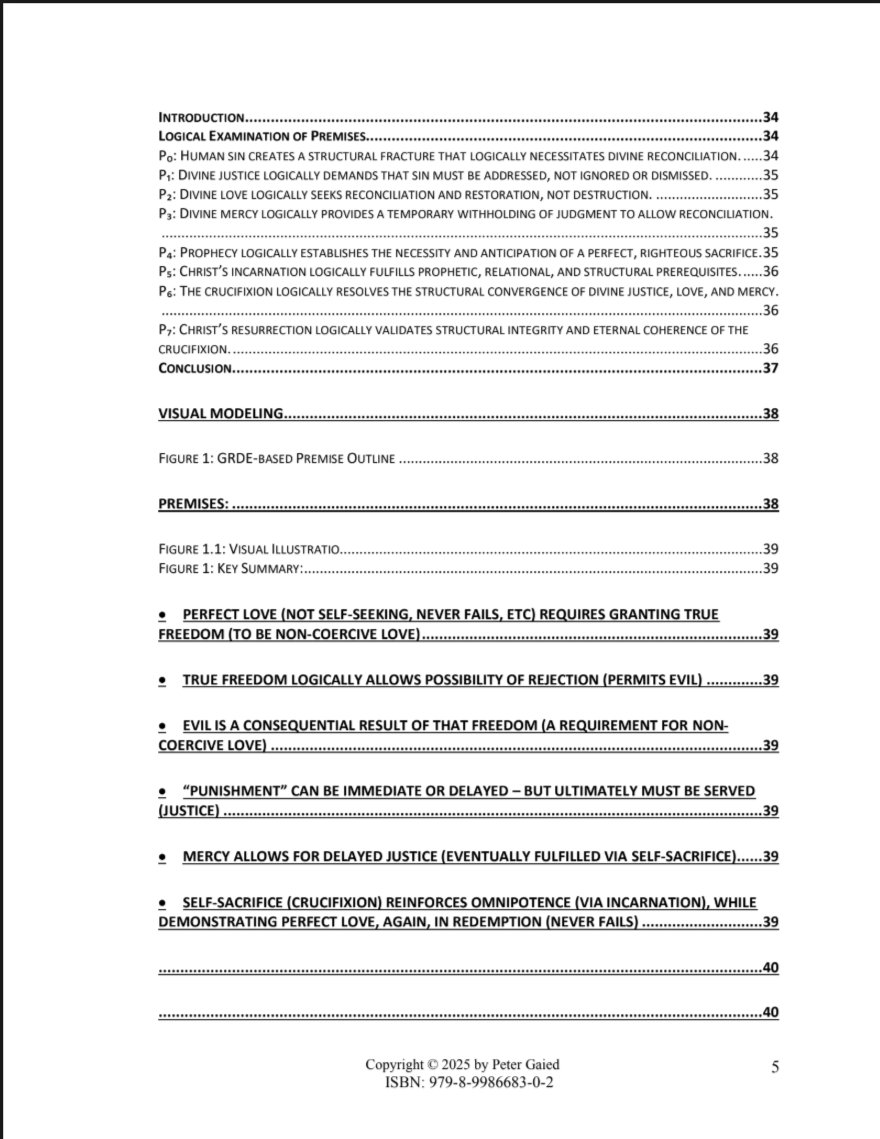 INTRODUCTION...........................................................................................................................34
LOGICAL EXAMINATION OF PREMISES...........................................................................................34
P₀: HUMAN SIN CREATES A STRUCTURAL FRACTURE THAT LOGICALLY NECESSITATES DIVINE RECONCILIATION. .....34
P₁: DIVINE JUSTICE LOGICALLY DEMANDS THAT SIN MUST BE ADDRESSED, NOT IGNORED OR DISMISSED. ...........35
P₂: DIVINE LOVE LOGICALLY SEEKS RECONCILIATION AND RESTORATION, NOT DESTRUCTION. .........................35
P₃: DIVINE MERCY LOGICALLY PROVIDES A TEMPORARY WITHHOLDING OF JUDGMENT TO ALLOW RECONCILIATION.
..............................................................................................................................................35
P₄: PROPHECY LOGICALLY ESTABLISHES THE NECESSITY AND ANTICIPATION OF A PERFECT, RIGHTEOUS SACRIFICE.35
P₅: CHRIST’S INCARNATION LOGICALLY FULFILLS PROPHETIC, RELATIONAL, AND STRUCTURAL PREREQUISITES......36
P₆: THE CRUCIFIXION LOGICALLY RESOLVES THE STRUCTURAL CONVERGENCE OF DIVINE JUSTICE, LOVE, AND MERCY.
..............................................................................................................................................36
P₇: CHRIST’S RESURRECTION LOGICALLY VALIDATES STRUCTURAL INTEGRITY AND ETERNAL COHERENCE OF THE
CRUCIFIXION. ..........................................................................................................................36
CONCLUSION..............................................................................................................................37
VISUAL MODELING..............................................................................................................38
FIGURE 1: GRDE-BASED PREMISE OUTLINE ....................................................................................38
PREMISES: ..........................................................................................................................38
FIGURE 1.1: VISUAL ILLUSTRATIO.................................................................................................39
FIGURE 1: KEY SUMMARY:..........................................................................................................39
• PERFECT LOVE (NOT SELF-SEEKING, NEVER FAILS, ETC) REQUIRES GRANTING TRUE
FREEDOM (TO BE NON-COERCIVE LOVE)...............................................................................39
• TRUE FREEDOM LOGICALLY ALLOWS POSSIBILITY OF REJECTION (PERMITS EVIL) .............39
• EVIL IS A CONSEQUENTIAL RESULT OF THAT FREEDOM (A REQUIREMENT FOR NON-
COERCIVE LOVE) .................................................................................................................39
• “PUNISHMENT” CAN BE IMMEDIATE OR DELAYED – BUT ULTIMATELY MUST BE SERVED
(JUSTICE) ............................................................................................................................39
• MERCY ALLOWS FOR DELAYED JUSTICE (EVENTUALLY FULFILLED VIA SELF-SACRIFICE)......39
• SELF-SACRIFICE (CRUCIFIXION) REINFORCES OMNIPOTENCE (VIA INCARNATION), WHILE
DEMONSTRATING PERFECT LOVE, AGAIN, IN REDEMPTION (NEVER FAILS) ............................39
..........................................................................................................................................40
..........................................................................................................................................40
Copyright © 2025 by Peter Gaied
5
ISBN: 979-8-9986683-0-2